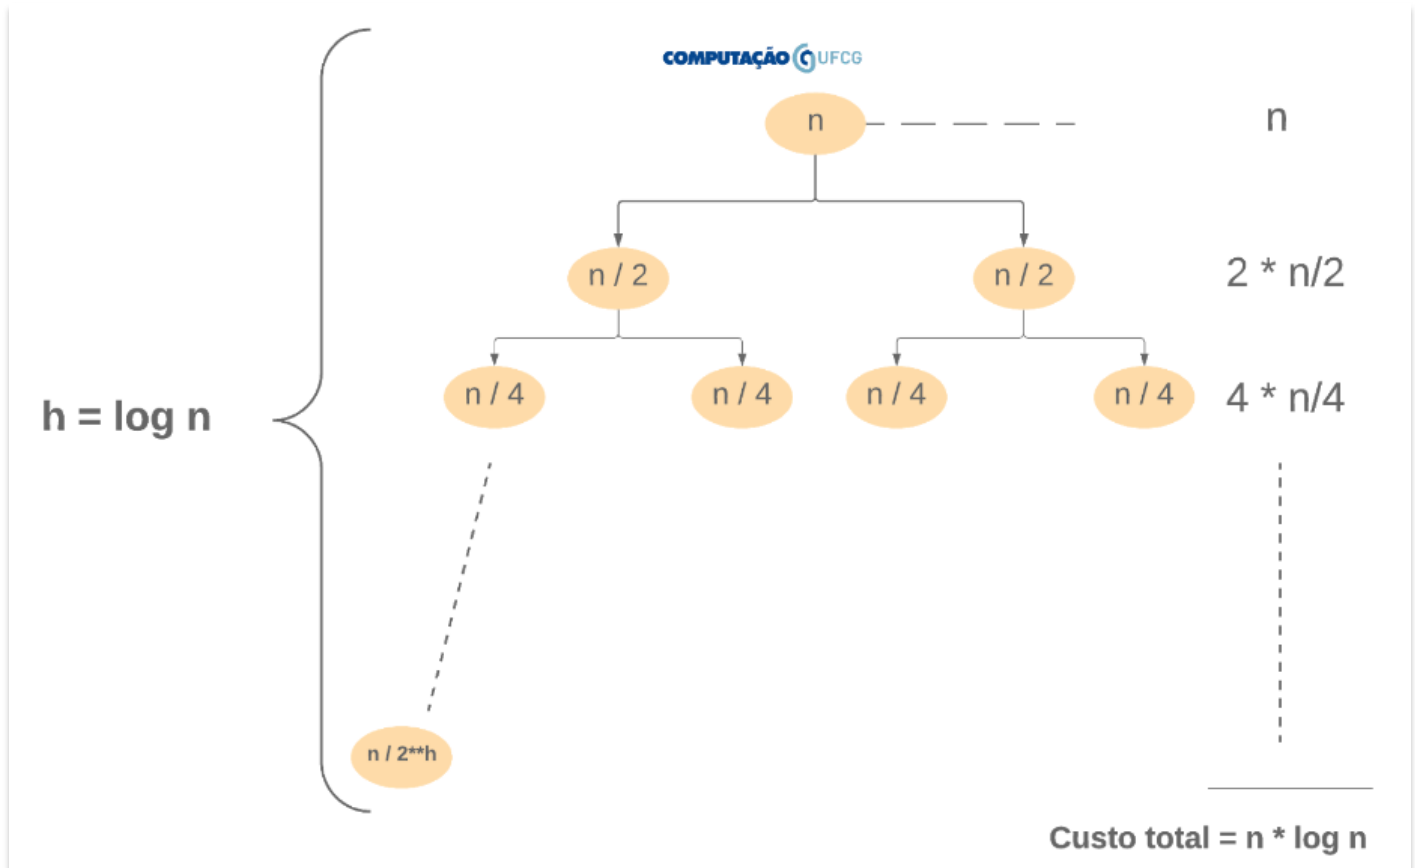 COMPUTAÇÃO UFCG
n
n
n / 2
n / 2
2 * n/2
n / 4
n / 4
n / 4
n / 4
4 * n/4
h = log n
n / 2**h
Custo total = n * log n